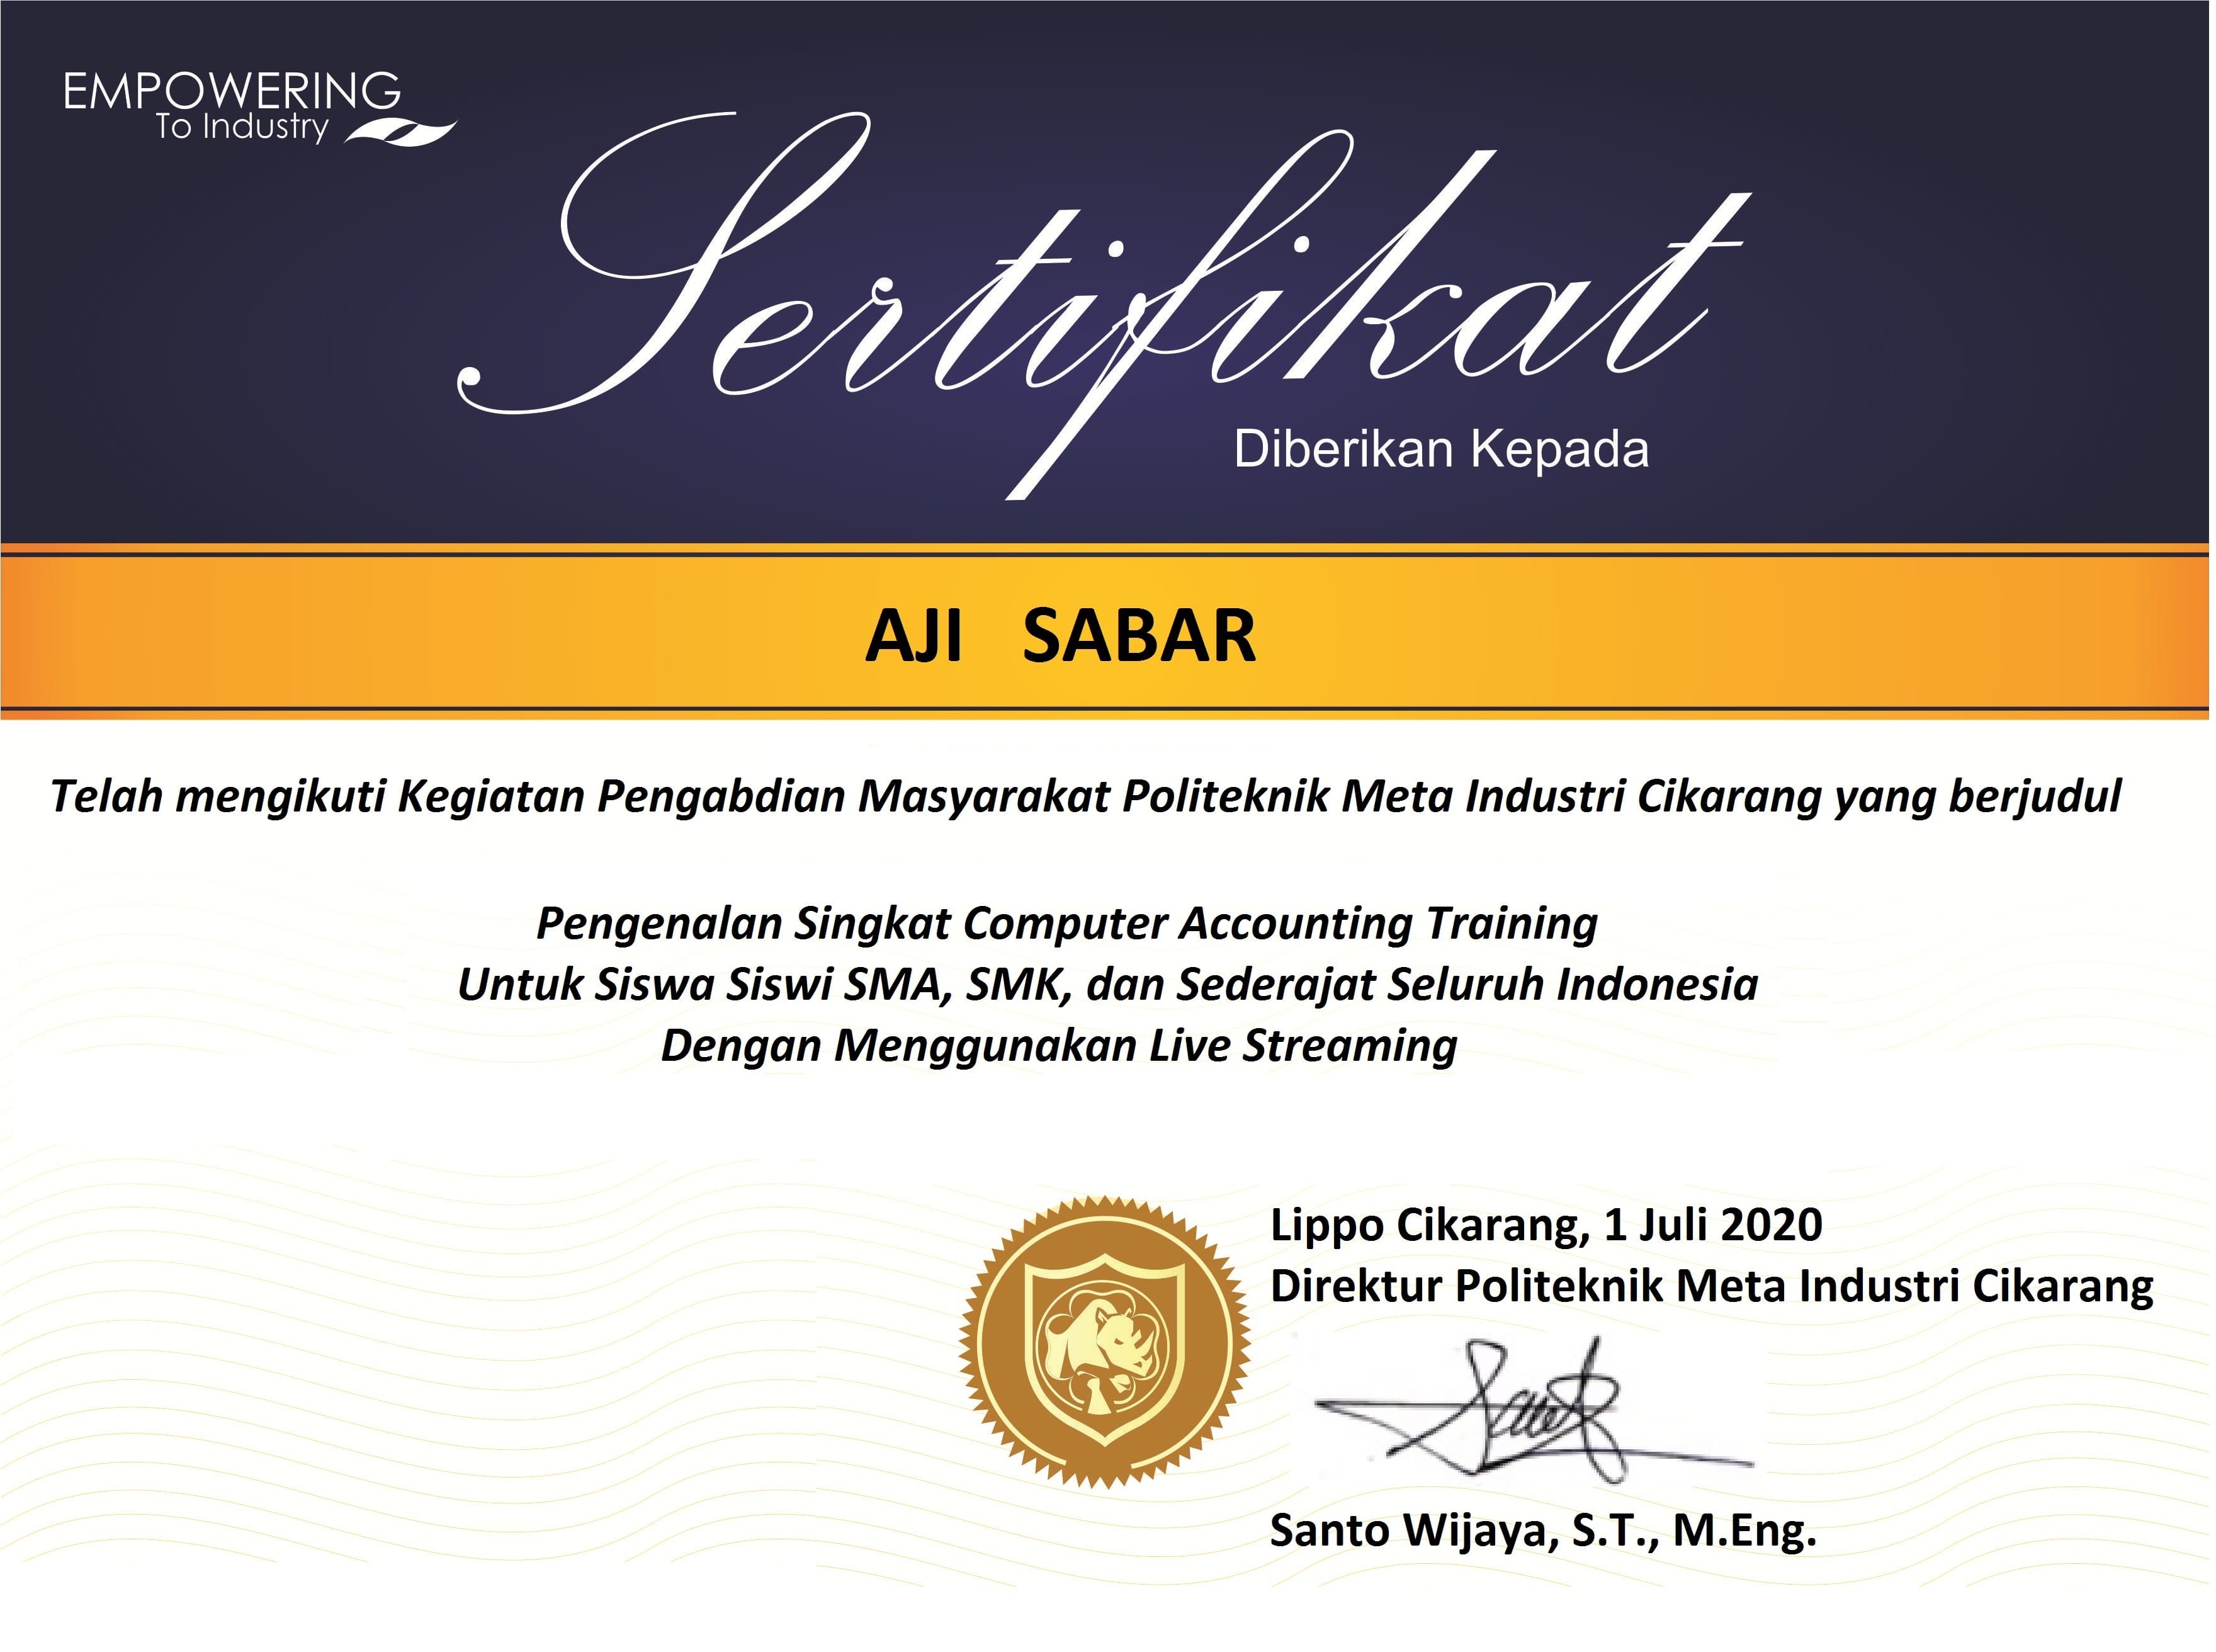 EMPOWERING
To Industry
Sertifikat
Diberikan Kepada
AJI SABAR
Telah mengikuti Kegiatan Pengabdian Masyarakat Politeknik Meta Industri Cikarang yang berjudul
Pengenalan Singkat Computer Accounting Training
Untuk Siswa Siswi SMA, SMK, dan Sederajat Seluruh Indonesia
Dengan Menggunakan Live Streaming
Lippo Cikarang, 1 Juli 2020
Direktur Politeknik Meta Industri Cikarang
Santo Wijaya, S.T., M.Eng.